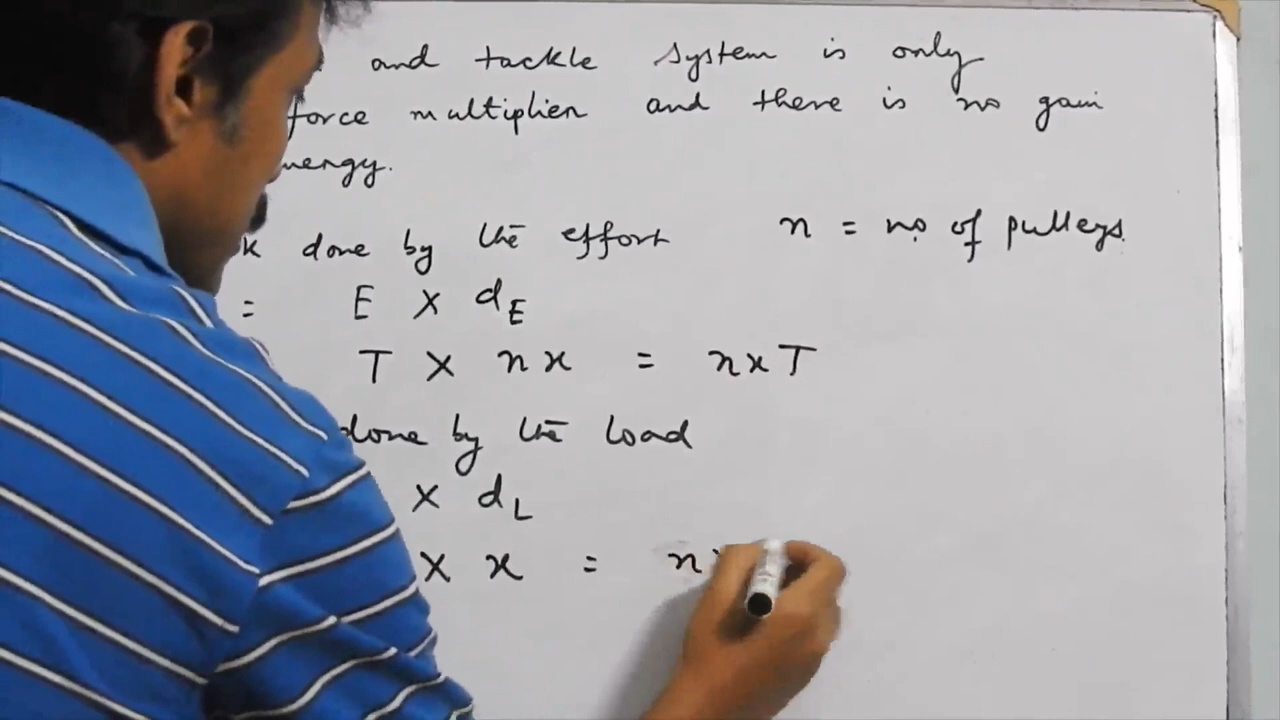 and tackle system is only
force multiplier and there is no gain
nergy.
k done by the effort n = no. of pulleys.
= E X dE
T X nx = nxT
done by the load
X dL
X x = n